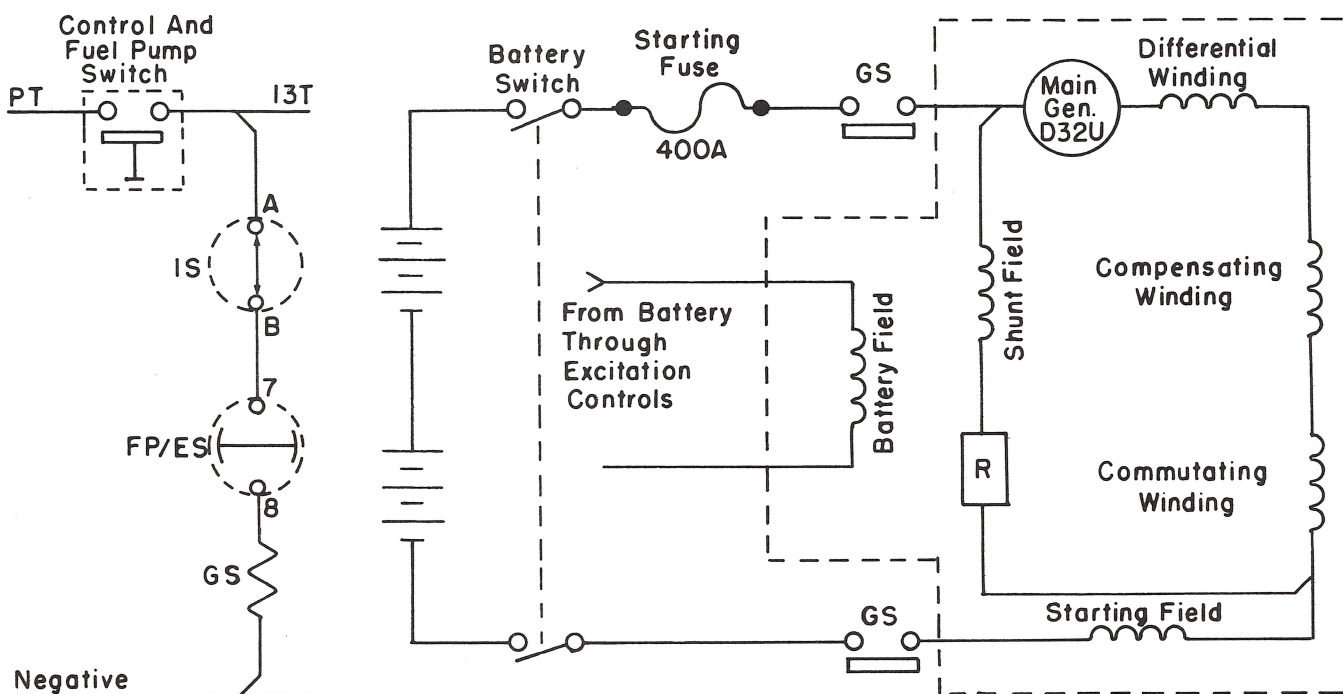 Control And
Fuel Pump
Switch
PT
13T
A
IS
B
7
FP/ES
8
GS
Negative
Battery
Switch
Starting
Fuse
400A
GS
Main
Gen.
D32U
Differential
Winding
From Battery
Through
Excitation
Controls
Battery Field
Shunt Field
R
Compensating
Winding
Commutating
Winding
GS
Starting Field